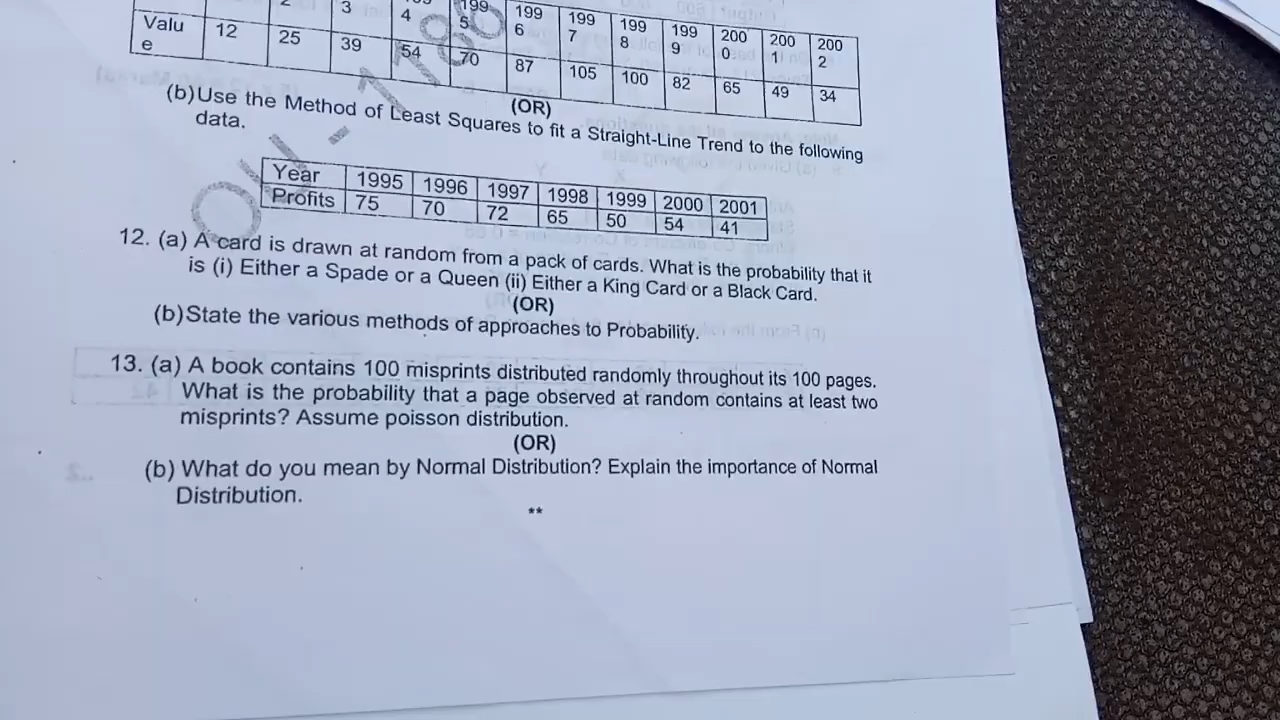 3 4 199 5 199 6 199 7 199 8 199 9 200 0 200 1 200 2
Valu e 12 25 39 54 70 87 105 100 82 65 49 34
(OR)
(b)Use the Method of Least Squares to fit a Straight-Line Trend to the following
data.
Year 1995 1996 1997 1998 1999 2000 2001
Profits 75 70 72 65 50 54 41
12. (a) A card is drawn at random from a pack of cards. What is the probability that it
is (i) Either a Spade or a Queen (ii) Either a King Card or a Black Card.
(OR)
(b)State the various methods of approaches to Probability.
13. (a) A book contains 100 misprints distributed randomly throughout its 100 pages.
What is the probability that a page observed at random contains at least two
misprints? Assume poisson distribution.
(OR)
(b) What do you mean by Normal Distribution? Explain the importance of Normal
Distribution.
**